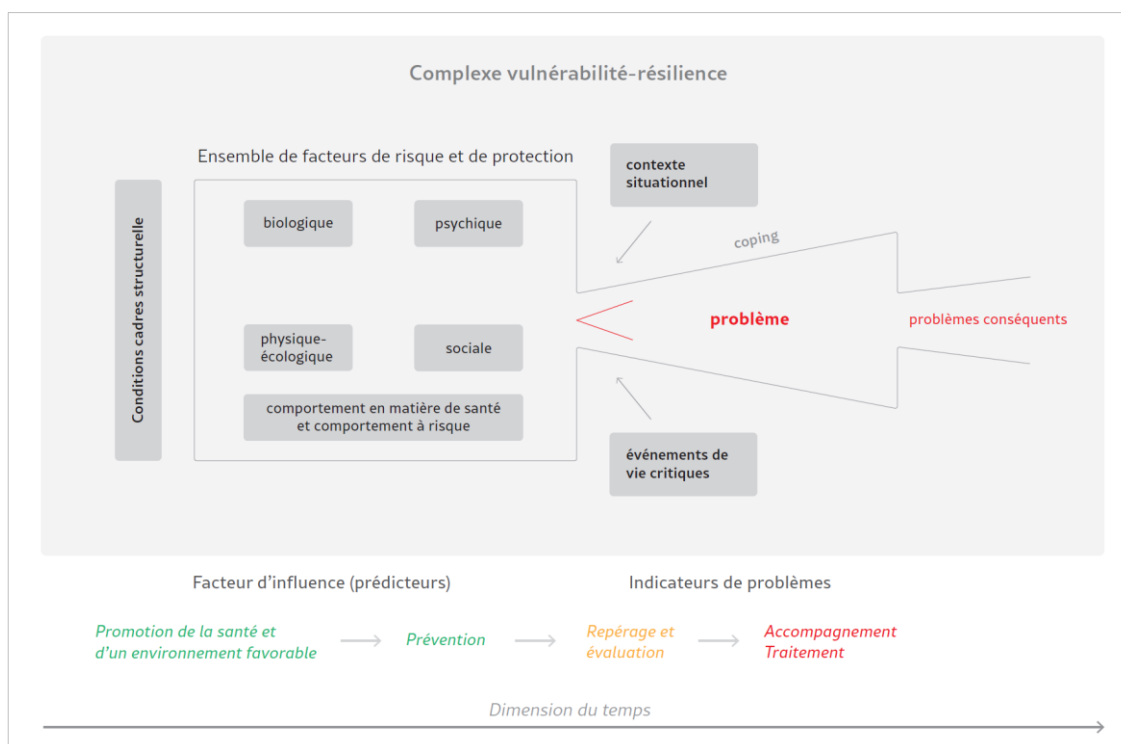 Complexe vulnérabilité-résilience
Ensemble de facteurs de risque et de protection
contexte
situationnel
Conditions cadres structurelle
biologique
psychique
coping
problème
problèmes conséquents
physique-
écologique
sociale
comportement en matière de santé
et comportement à risque
événements de
vie critiques
Facteur d'influence (prédicteurs)
Indicateurs de problèmes
Promotion de la santé et
d'un environnement favorable
Prévention
Repérage et
évaluation
Accompagnement
Traitement
Dimension du temps